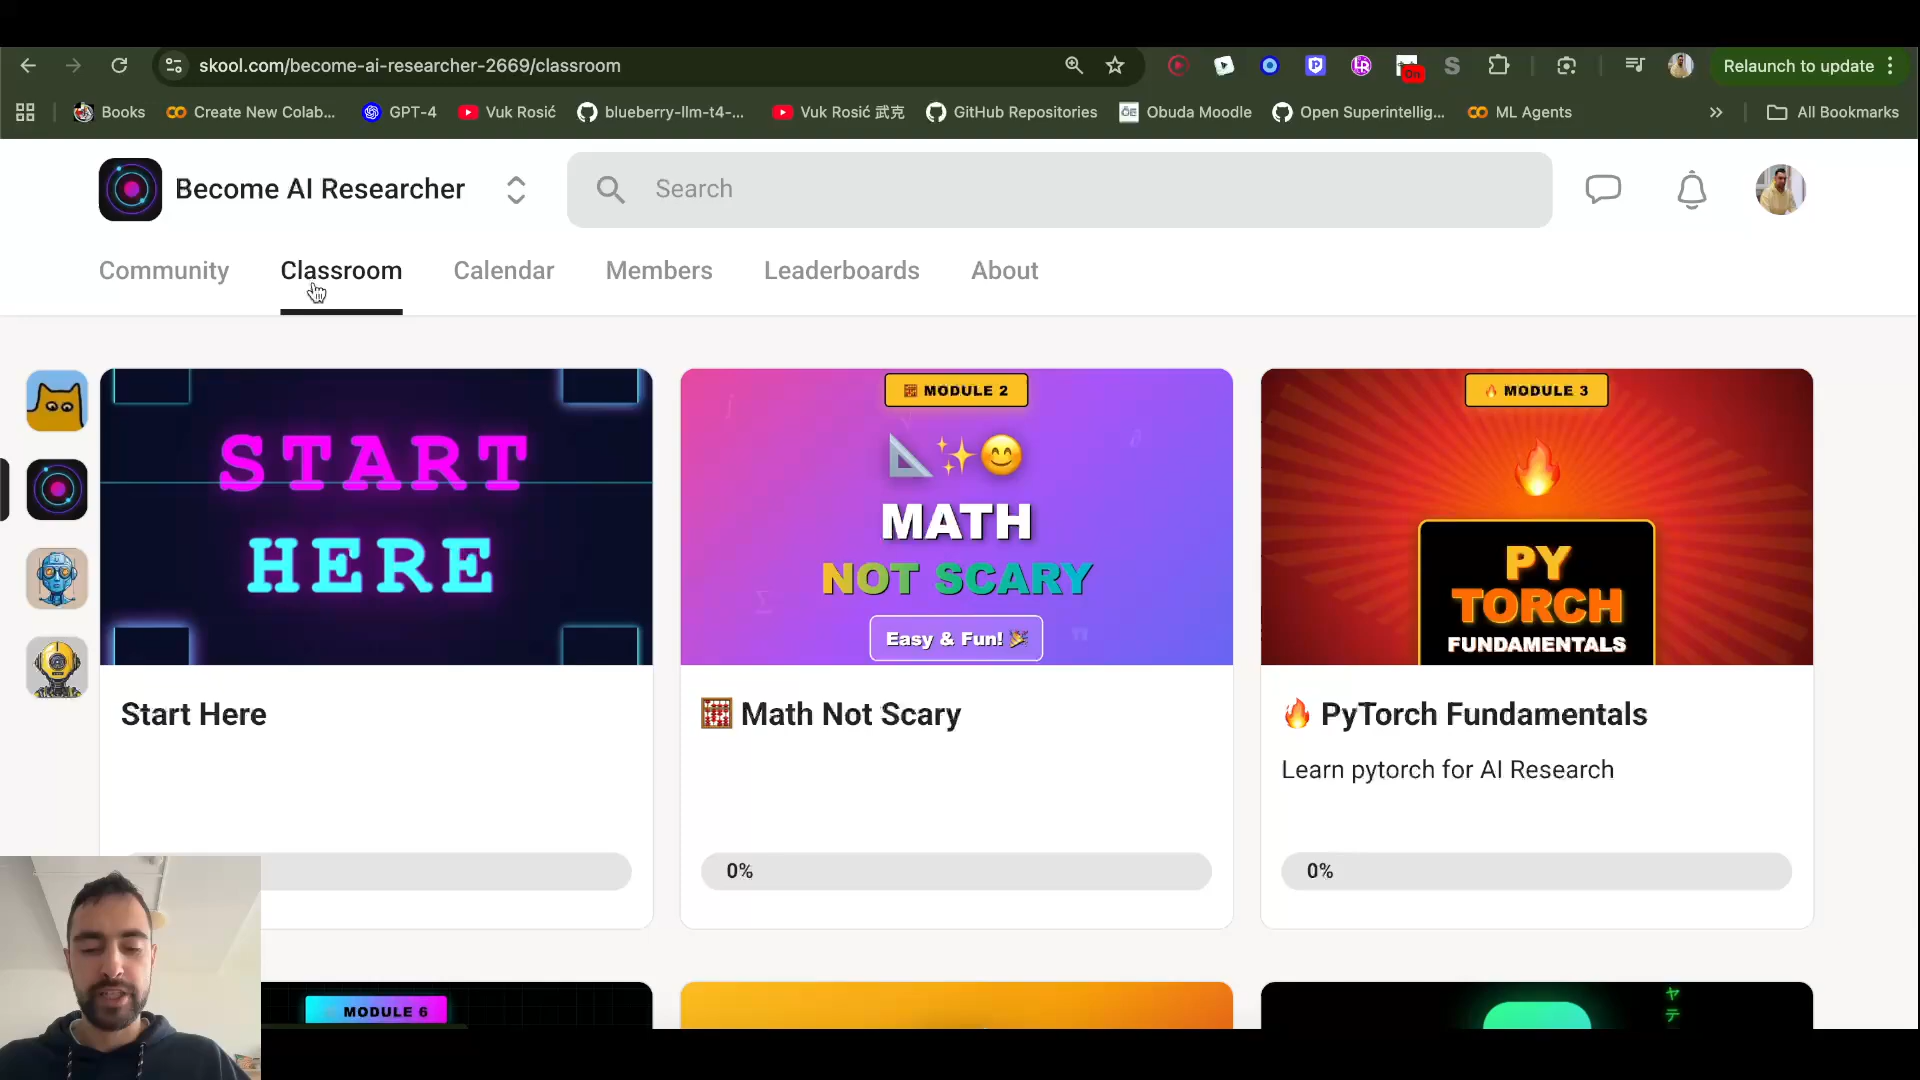 skool.com/become-ai-researcher-2669/classroom
On
S
Relaunch to update
Books
Create New Colab...
GPT-4
Vuk Rosić
blueberry-llm-t4-...
Vuk Rosić 武克
GitHub Repositories
Obuda Moodle
Open Superintellig...
ML Agents
All Bookmarks
Become AI Researcher
Search
Community
Classroom
Calendar
Members
Leaderboards
About
START
HERE
Start Here
MODULE 2
MATH
NOT SCARY
Easy & Fun!
Math Not Scary
0%
MODULE 3
PY
TORCH
FUNDAMENTALS
PyTorch Fundamentals
Learn pytorch for AI Research
0%
MODULE 6
ヤ
テ